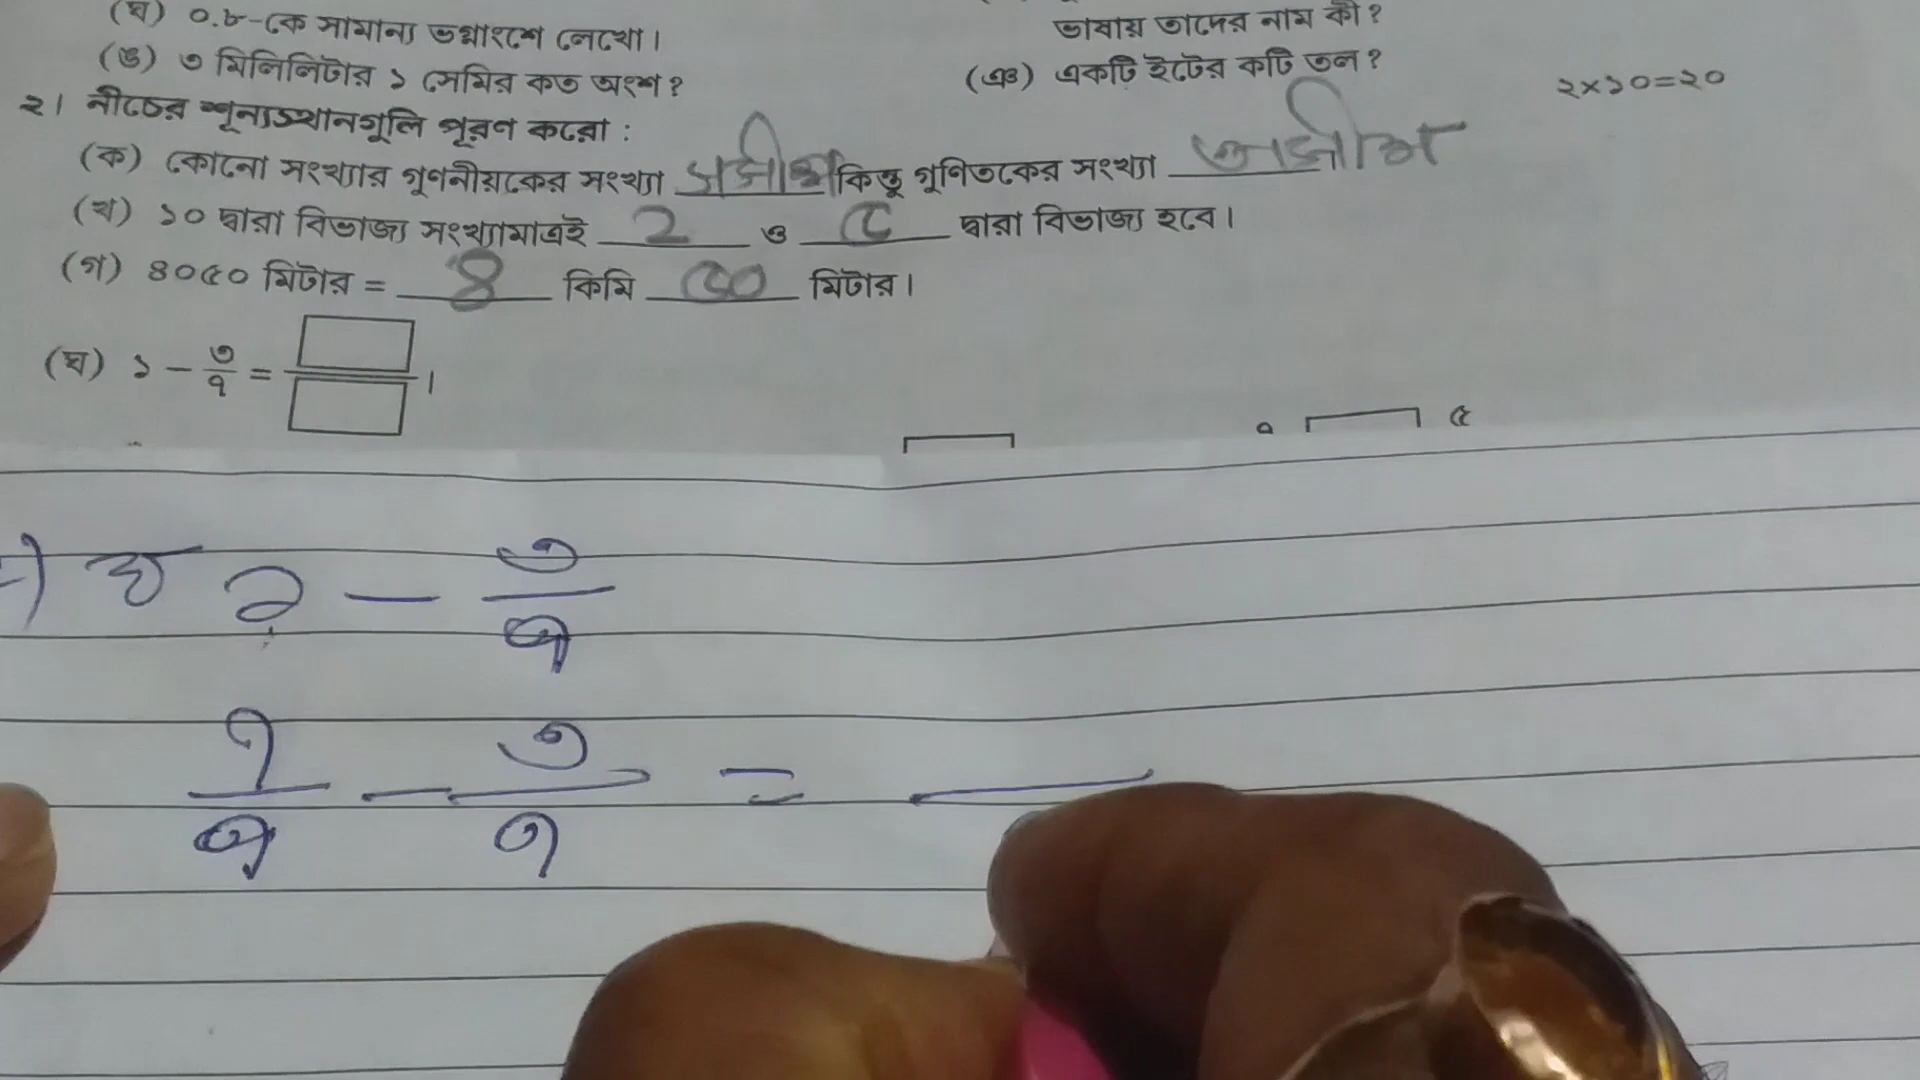 (ঘ) ০.৮-কে সামান্য ভগ্নাংশে লেখো।
ভাষায় তাদের নাম কী?
(ঙ) ৩ মিলিলিটার ১ সেমির কত অংশ?
(ঞ) একটি ইটের কটি তল?
২×১০=২০
২। নীচের শূন্যস্থানগুলি পূরণ করো :
(ক) কোনো সংখ্যার গুণনীয়কের সংখ্যা সসীম কিন্তু গুণিতকের সংখ্যা অসীম
(খ) ১০ দ্বারা বিভাজ্য সংখ্যামাত্রই 2 ও ৫ দ্বারা বিভাজ্য হবে।
(গ) ৪০৫০ মিটার = ৪ কিমি ৫০ মিটার।
(ঘ) ১ - ৩/৭ = ।
৫
ঘ ১ - ৩/৭
৭/৭ - ৩/৭ =